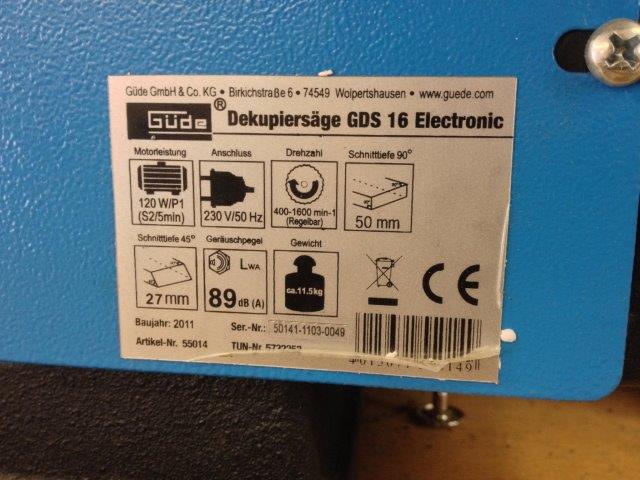 Güde GmbH & Co. KG • Birkichstraße 6 • 74549 Wolpertshausen • www.guede.com
Güde® Dekupiersäge GDS 16 Electronic
Motorleistung Anschluss Drehzahl Schnitttiefe 90°
120 W/P1 (S2/5min) 230 V/50 Hz 400-1600 min-1 (Regelbar) 50 mm
Schnitttiefe 45° Geräuschpegel Gewicht
27 mm LWA 89 dB (A) ca.11.5kg CE
Baujahr: 2011 Ser.-Nr.: 50141-1103-0049
Artikel-Nr. 55014 TUN-Nr.